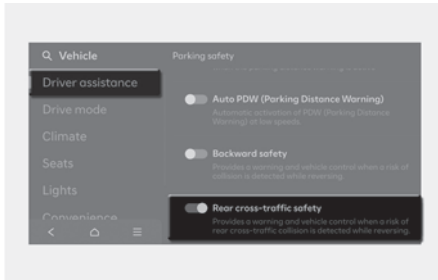 Vehicle
Parking safety
Driver assistance
Auto PDW (Parking Distance Warning)
Automatic activation of PDW (Parking Distance
Warning) at low speeds.
Drive mode
Climate
Backward safety
Provides a warning and vehicle control when a risk of
collision is detected while reversing.
Seats
Lights
Rear cross-traffic safety
Provides a warning and vehicle control when a risk of
rear cross-traffic collision is detected while reversing.
Convenience